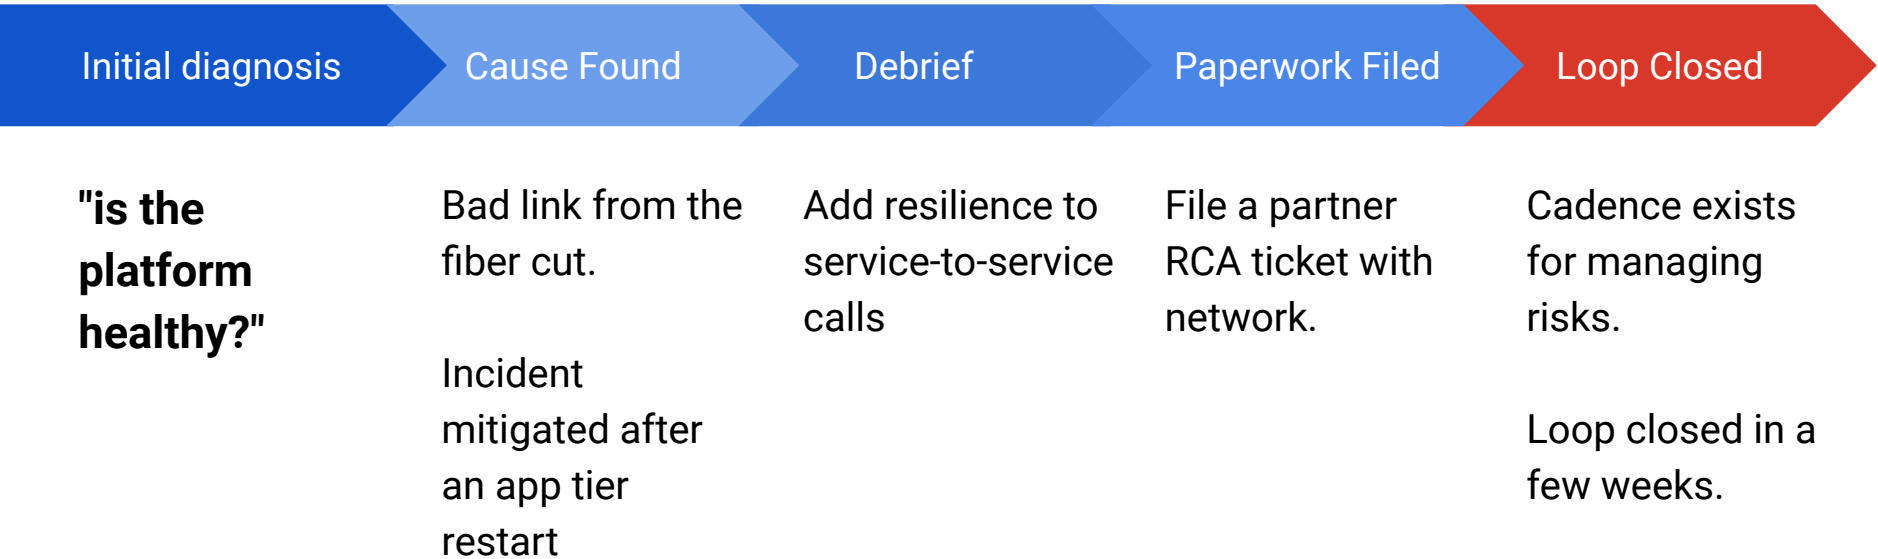 Initial diagnosis
Cause Found
Debrief
Paperwork Filed
Loop Closed
"is the
platform
healthy?"
Bad link from the
fiber cut.
Incident
mitigated after
an app tier
restart
Add resilience to
service-to-service
calls
File a partner
RCA ticket with
network.
Cadence exists
for managing
risks.
Loop closed in a
few weeks.